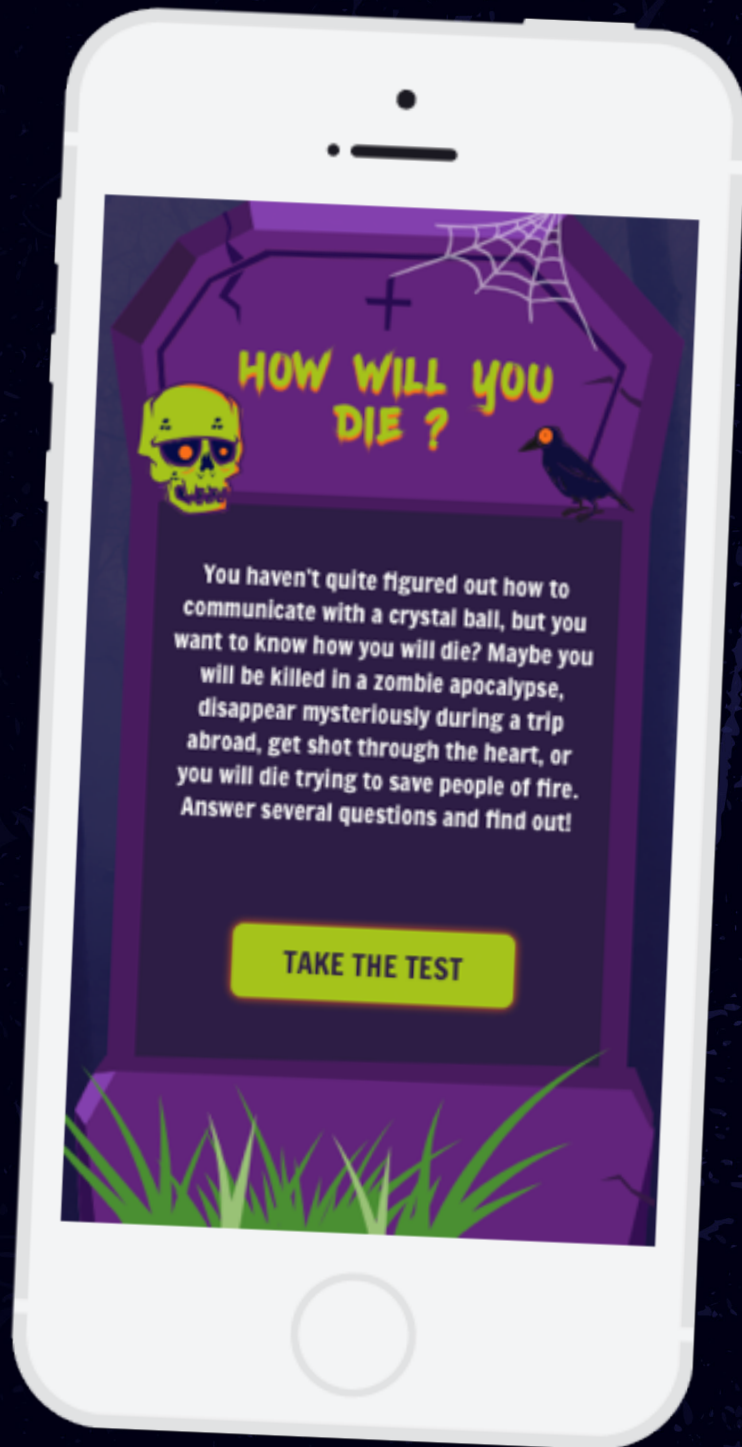 HOW WILL YOU
DIE ?
You haven't quite figured out how to
communicate with a crystal ball, but you
want to know how you will die? Maybe you
will be killed in a zombie apocalypse,
disappear mysteriously during a trip
abroad, get shot through the heart, or
you will die trying to save people of fire.
Answer several questions and find out!
TAKE THE TEST